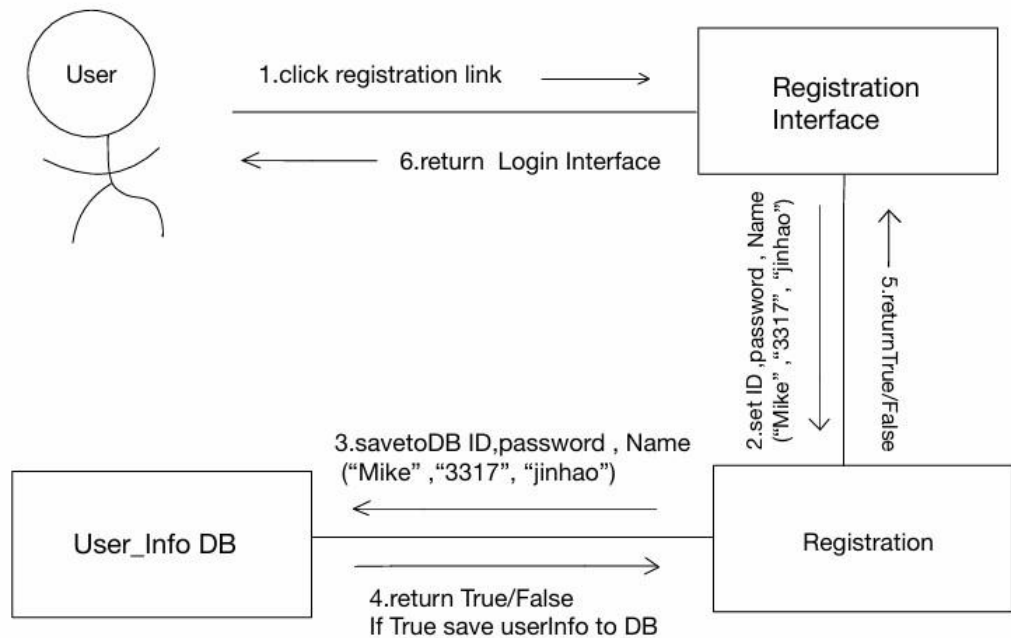 User
1.click registration link
Registration
Interface
6.return Login Interface
2.set ID ,password , Name
(“Mike” ,“3317”, “jinhao”)
5.returnTrue/False
3.savetoDB ID,password , Name
(“Mike” ,“3317”, “jinhao”)
User_Info DB
Registration
4.return True/False
If True save userInfo to DB